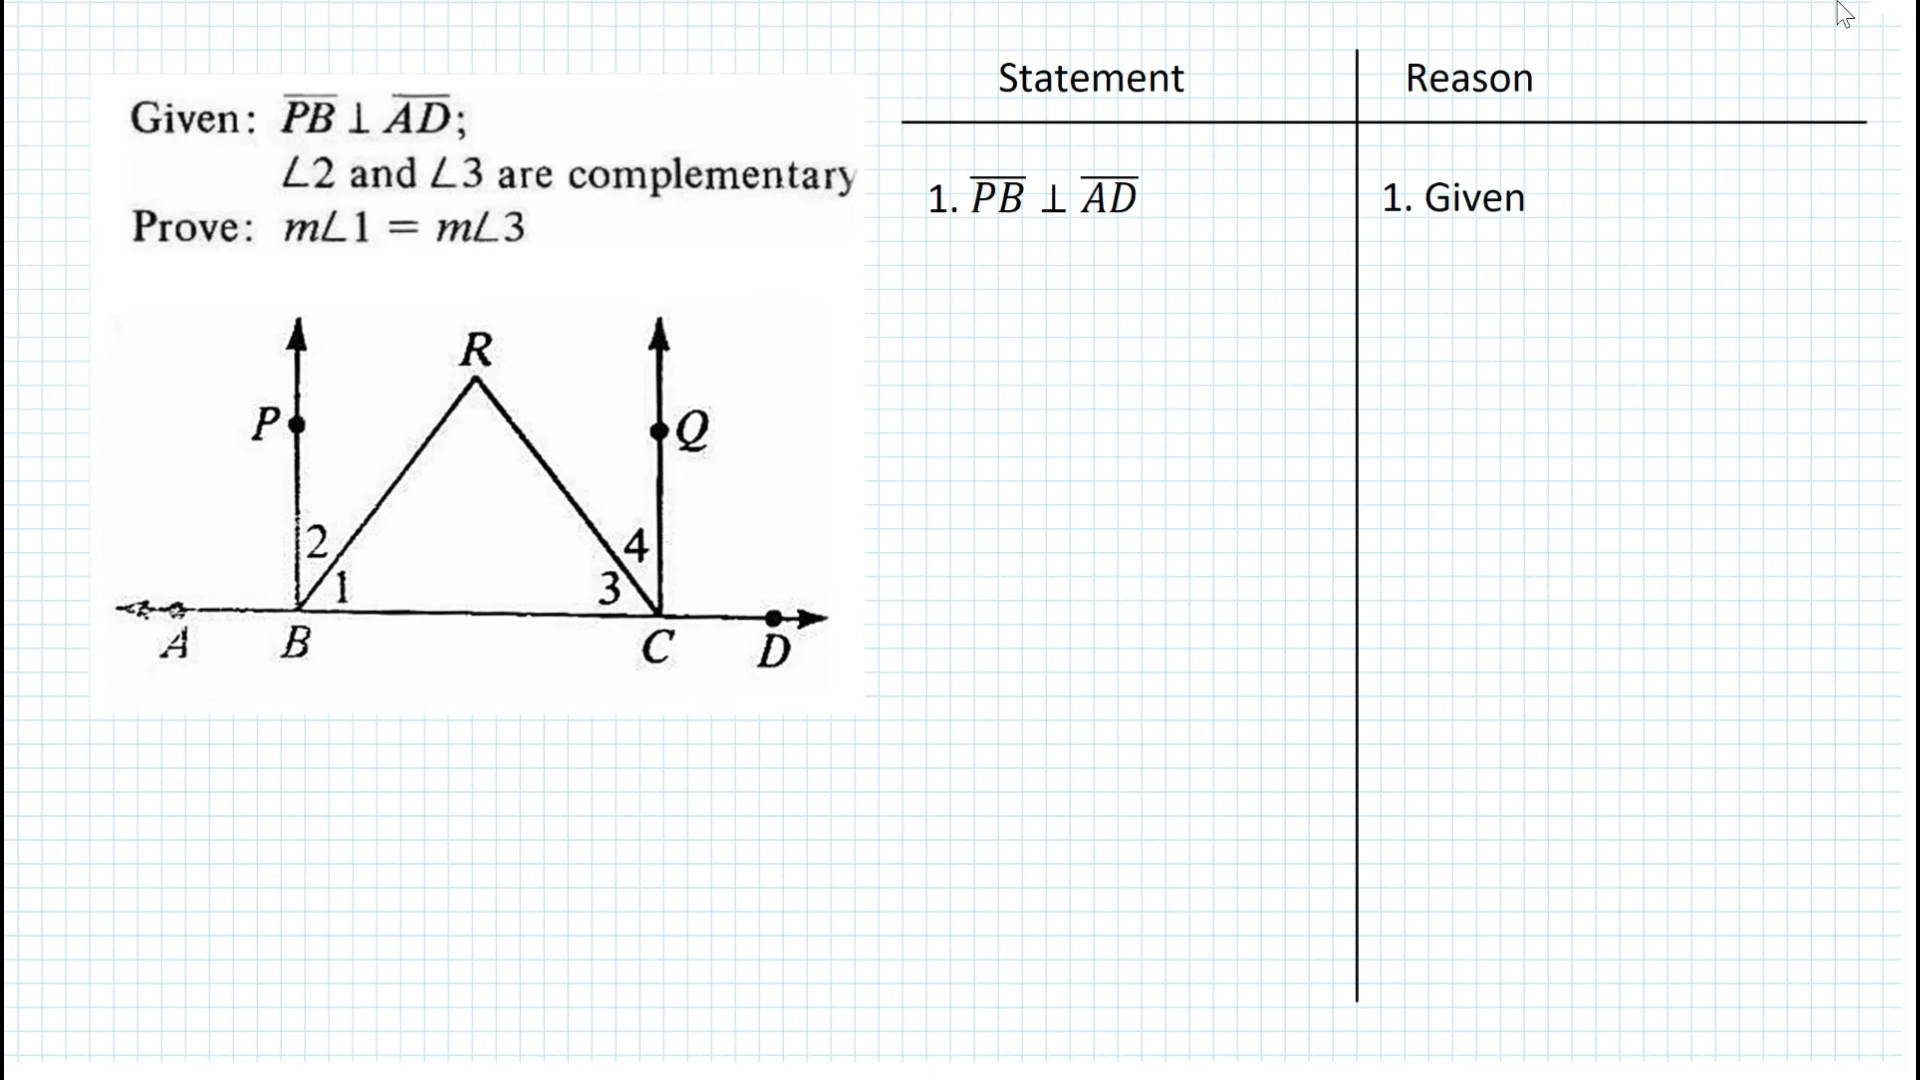 Given: PB ⊥ AD;
∠2 and ∠3 are complementary
Prove: m∠1 = m∠3
R
P
Q
2
4
1
3
A
B
C
D
Statement
Reason
1. PB ⊥ AD
1. Given